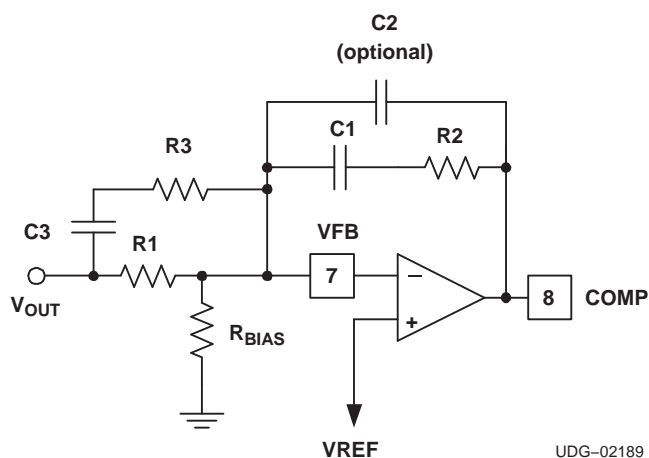 C2
(optional)
C1
R2
R3
C3
R1
VFB
7
−
8
COMP
VOUT
+
RBIAS
VREF
UDG−02189